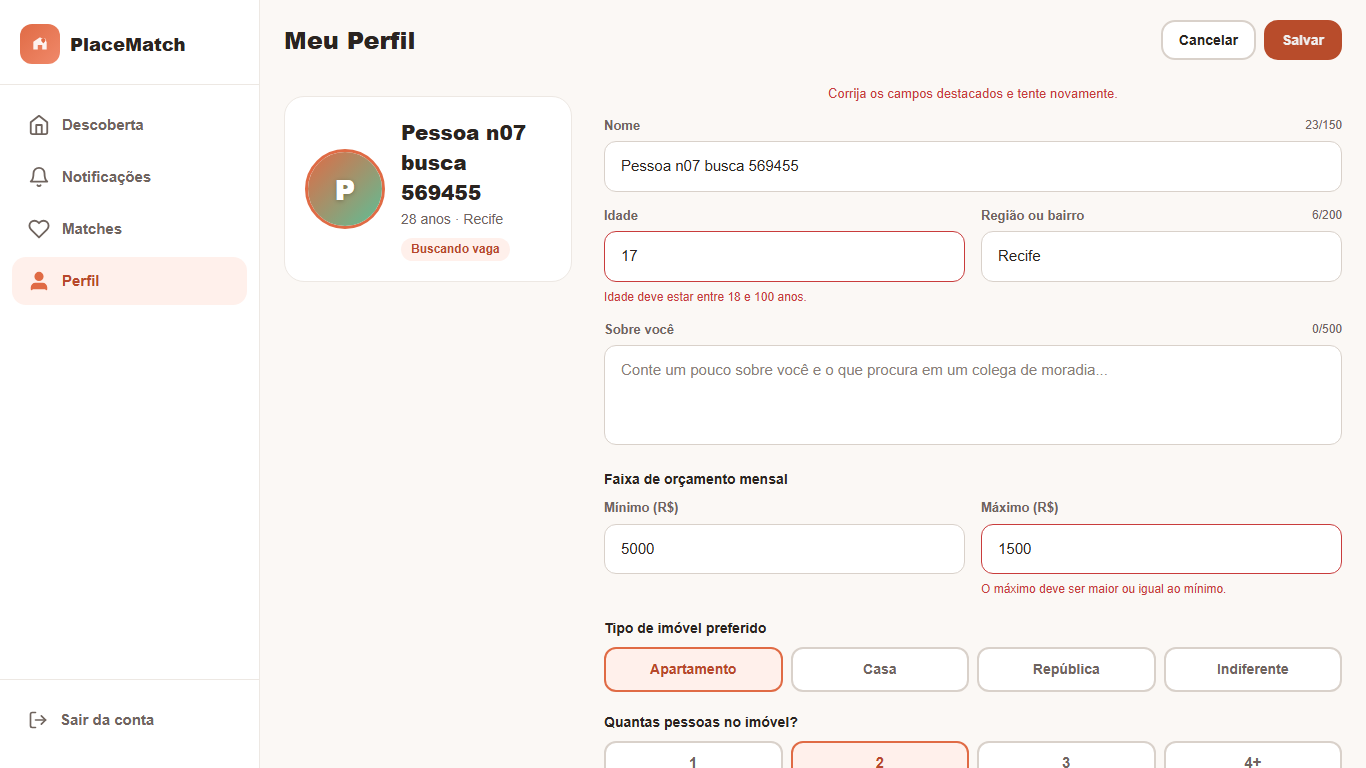 PlaceMatch
Descoberta
Notificações
Matches
Perfil
Sair da conta
Meu Perfil
Cancelar
Salvar
P
Pessoa n07
busca
569455
28 anos · Recife
Buscando vaga
Corrija os campos destacados e tente novamente.
Nome 23/150
Pessoa n07 busca 569455
Idade
17
Idade deve estar entre 18 e 100 anos.
Região ou bairro 6/200
Recife
Sobre você 0/500
Conte um pouco sobre você e o que procura em um colega de moradia...
Faixa de orçamento mensal
Mínimo (R$)
5000
Máximo (R$)
1500
O máximo deve ser maior ou igual ao mínimo.
Tipo de imóvel preferido
Apartamento Casa República Indiferente
Quantas pessoas no imóvel?
1 2 3 4+